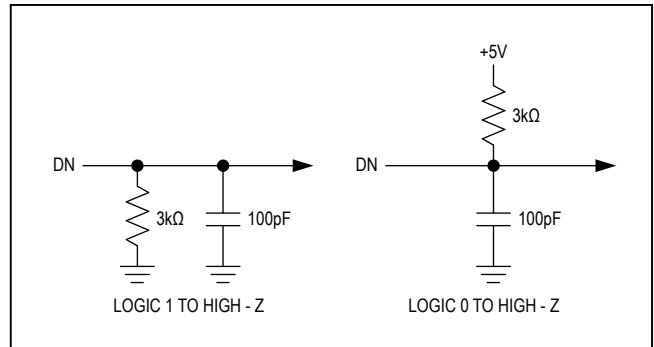 DN
3kΩ
100pF
LOGIC 1 TO HIGH - Z
+5V
3kΩ
DN
100pF
LOGIC 0 TO HIGH - Z